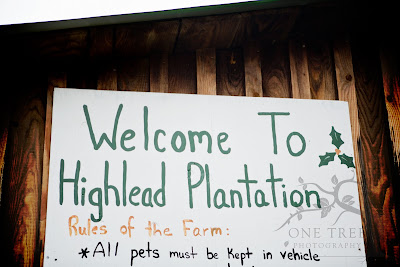 Welcome To
Highlead Plantation
Rules of the Farm:
*All pets must be kept in vehicle
ONE TREE
PHOTOGRAPHY